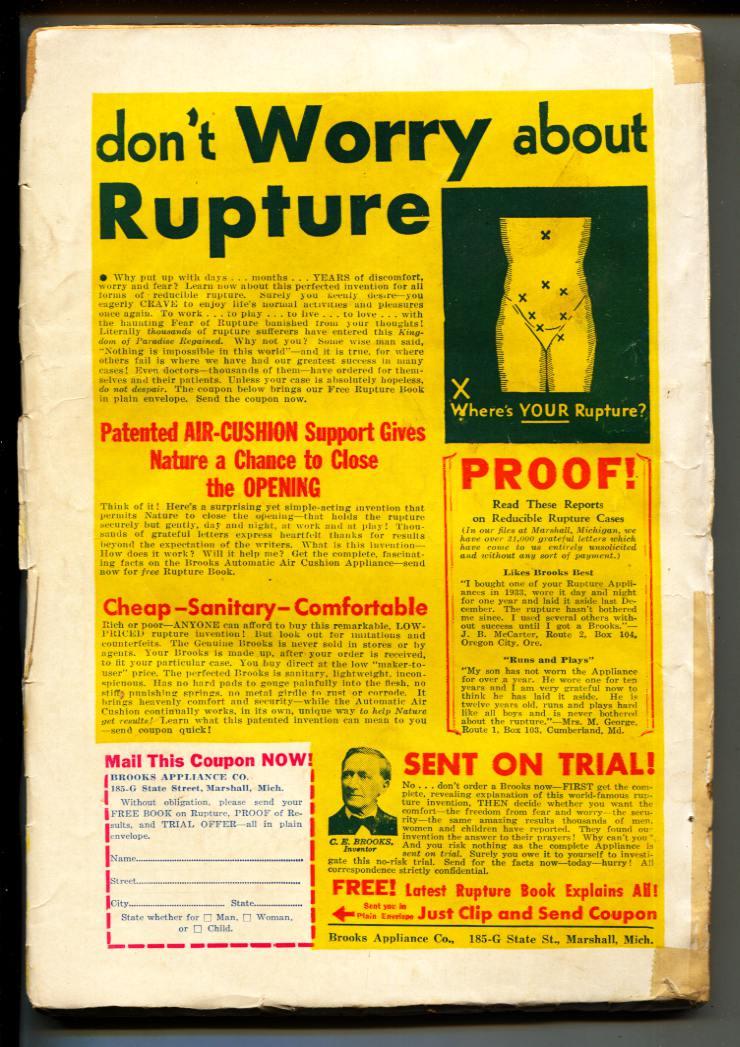 don't Worry about
Rupture
● Why put up with days . . . months . . . YEARS of discomfort,
worry and fear? Learn now about this perfected invention for all
forms of reducible rupture. Surely you keenly desire—you
eagerly CRAVE to enjoy life's normal activities and pleasures
once again. To work . . . to play . . . to live . . . to love . . . with
the haunting Fear of Rupture banished from your thoughts!
Literally thousands of rupture sufferers have entered this King-
dom of Paradise Regained. Why not you? Some wise man said,
"Nothing is impossible in this world"—and it is true, for where
others fail is where we have had our greatest success in many
cases! Even doctors—thousands of them—have ordered for them-
selves and their patients. Unless your case is absolutely hopeless,
do not despair. The coupon below brings our Free Rupture Book
in plain envelope. Send the coupon now.
X
Where's YOUR Rupture?
Patented AIR-CUSHION Support Gives
Nature a Chance to Close
the OPENING
Think of it! Here's a surprising yet simple-acting invention that
permits Nature to close the opening—that holds the rupture
securely but gently, day and night, at work and at play! Thou-
sands of grateful letters express heartfelt thanks for results
beyond the expectation of the writers. What is this invention—
How does it work? Will it help me? Get the complete, fascinat-
ing facts on the Brooks Automatic Air Cushion Appliance—send
now for free Rupture Book.
Cheap–Sanitary–Comfortable
Rich or poor—ANYONE can afford to buy this remarkable, LOW-
PRICED rupture invention! But look out for imitations and
counterfeits. The Genuine Brooks is never sold in stores or by
agents. Your Brooks is made up, after your order is received,
to fit your particular case. You buy direct at the low "maker-to-
user" price. The perfected Brooks is sanitary, lightweight, incon-
spicuous. Has no hard pads to gouge painfully into the flesh, no
stiff, punishing springs, no metal girdle to rust or corrode. It
brings heavenly comfort and security—while the Automatic Air
Cushion continually works, in its own, unique way to help Nature
get results! Learn what this patented invention can mean to you
—send coupon quick!
PROOF!
Read These Reports
on Reducible Rupture Cases
(In our files at Marshall, Michigan, we
have over 31,000 grateful letters which
have come to us entirely unsolicited
and without any sort of payment.)
Likes Brooks Best
"I bought one of your Rupture Appli-
ances in 1933, wore it day and night
for one year and laid it aside last De-
cember. The rupture hasn't bothered
me since. I used several others with-
out success until I got a Brooks."—
J. B. McCarter, Route 2, Box 104,
Oregon City, Ore.
"Runs and Plays"
"My son has not worn the Appliance
for over a year. He wore one for ten
years and I am very grateful now to
think he has laid it aside. He is
twelve years old, runs and plays hard
like all boys and is never bothered
about the rupture."—Mrs. M. George,
Route 1, Box 103, Cumberland, Md.
Mail This Coupon NOW!
BROOKS APPLIANCE CO.
185-G State Street, Marshall, Mich.
Without obligation, please send your
FREE BOOK on Rupture, PROOF of Re-
sults, and TRIAL OFFER—all in plain
envelope.
Name
Street
City State
State whether for □ Man, □ Woman,
or □ Child.
C. E. BROOKS,
Inventor
SENT ON TRIAL!
No . . . don't order a Brooks now—FIRST get the com-
plete, revealing explanation of this world-famous rup-
ture invention, THEN decide whether you want the
comfort—the freedom from fear and worry—the secu-
rity—the same amazing results thousands of men,
women and children have reported. They found our
invention the answer to their prayers! Why can't you?
And you risk nothing as the complete Appliance is
sent on trial. Surely you owe it to yourself to investi-
gate this no-risk trial. Send for the facts now—today—hurry! All
correspondence strictly confidential.
FREE! Latest Rupture Book Explains All!
Sent you in
Plain Envelope
Just Clip and Send Coupon
Brooks Appliance Co., 185-G State St., Marshall, Mich.